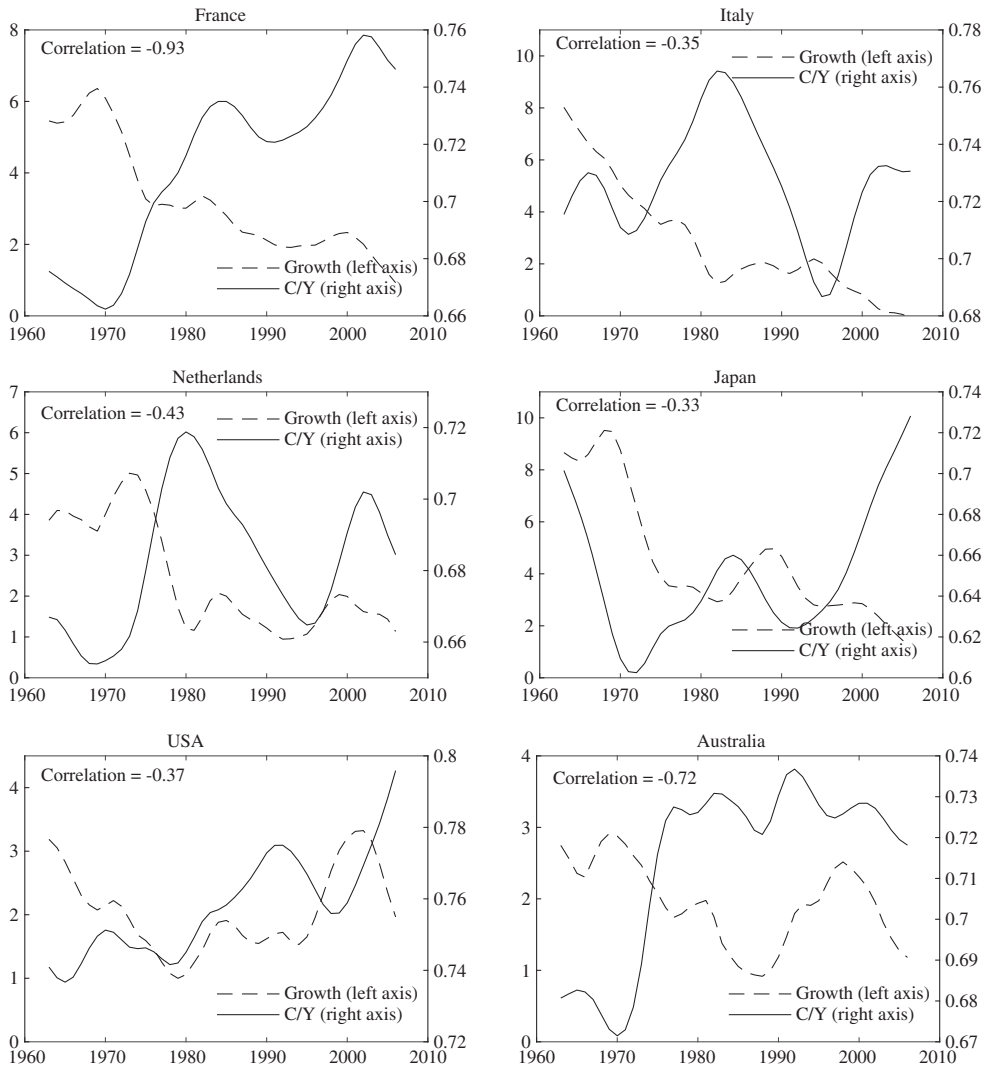 France
Correlation = -0.93
8
6
4
2
0
0.76
0.74
0.72
0.7
0.68
0.66
Growth (left axis)
C/Y (right axis)
1960 1970 1980 1990 2000 2010
Italy
Correlation = -0.35
10
8
6
4
2
0
0.78
0.76
0.74
0.72
0.7
0.68
Growth (left axis)
C/Y (right axis)
1960 1970 1980 1990 2000 2010
Netherlands
Correlation = -0.43
7
6
5
4
3
2
1
0
0.72
0.7
0.68
0.66
Growth (left axis)
C/Y (right axis)
1960 1970 1980 1990 2000 2010
Japan
Correlation = -0.33
10
8
6
4
2
0
0.74
0.72
0.7
0.68
0.66
0.64
0.62
0.6
Growth (left axis)
C/Y (right axis)
1960 1970 1980 1990 2000 2010
USA
Correlation = -0.37
4
3
2
1
0
0.8
0.78
0.76
0.74
0.72
Growth (left axis)
C/Y (right axis)
1960 1970 1980 1990 2000 2010
Australia
Correlation = -0.72
4
3
2
1
0
0.74
0.73
0.72
0.71
0.7
0.69
0.68
0.67
Growth (left axis)
C/Y (right axis)
1960 1970 1980 1990 2000 2010